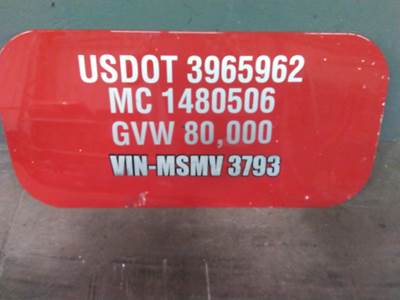 USDOT 3965962
MC 1480506
GVW 80,000
VIN-MSMV 3793